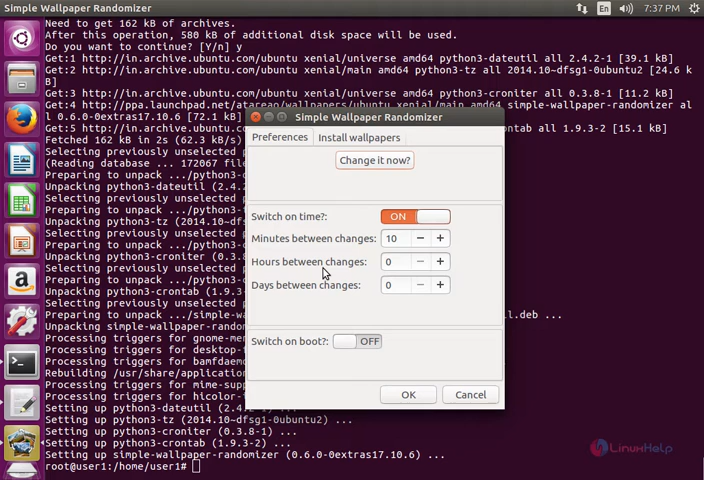 Simple Wallpaper Randomizer
En
7:37 PM
Need to get 162 kB of archives.
After this operation, 580 kB of additional disk space will be used.
Do you want to continue? [Y/n] y
Get:1 http://in.archive.ubuntu.com/ubuntu xenial/universe amd64 python3-dateutil all 2.4.2-1 [39.1 kB]
Get:2 http://in.archive.ubuntu.com/ubuntu xenial/main amd64 python3-tz all 2014.10~dfsg1-0ubuntu2 [24.6 k
B]
Get:3 http://in.archive.ubuntu.com/ubuntu xenial/universe amd64 python3-croniter all 0.3.8-1 [11.2 kB]
Get:4 http://ppa.launchpad.net/atareao/wallpapers/ubuntu xenial/main amd64 simple-wallpaper-randomizer al
l 0.6.0-0extras17.10.6 [72.1 kB]
Get:5 http://in.archive.ubuntu.com/
crontab all 1.9.3-2 [15.1 kB]
Fetched 162 kB in 2s (62.3 kB/s)
Selecting previously unselected p
(Reading database ... 172067 file
Preparing to unpack .../python3-d
Unpacking python3-dateutil (2.4.2
Selecting previously unselected p
Preparing to unpack .../python3-t
Unpacking python3-tz (2014.10~dfs
Selecting previously unselected p
Preparing to unpack .../python3-c
Unpacking python3-croniter (0.3.8
Selecting previously unselected p
Preparing to unpack .../python3-c
Unpacking python3-crontab (1.9.3-
Selecting previously unselected p
Preparing to unpack .../simple-wa
l.deb ...
Unpacking simple-wallpaper-rando
Processing triggers for gnome-men
Processing triggers for desktop-f
Processing triggers for bamfdaemo
Rebuilding /usr/share/application
Processing triggers for mime-supp
Processing triggers for hicolor-i
Setting up python3-dateutil (2.4.2-1) ...
Setting up python3-tz (2014.10~dfsg1-0ubuntu2) ...
Setting up python3-croniter (0.3.8-1) ...
Setting up python3-crontab (1.9.3-2) ...
Setting up simple-wallpaper-randomizer (0.6.0-0extras17.10.6) ...
root@user1:/home/user1#
Simple Wallpaper Randomizer
Preferences
Install wallpapers
Change it now?
Switch on time?: ON
Minutes between changes: 10 − +
Hours between changes: 0 − +
Days between changes: 0 − +
Switch on boot?: OFF
OK
Cancel
LinuxHelp